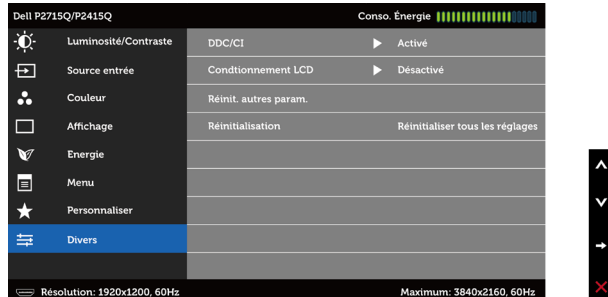 Dell P2715Q/P2415Q Conso. Énergie
Luminosité/Contraste DDC/CI Activé
Source entrée Condtionnement LCD Désactivé
Couleur Réinit. autres param.
Affichage Réinitialisation Réinitialiser tous les réglages
Energie
Menu
Personnaliser
Divers
Résolution: 1920x1200, 60Hz Maximum: 3840x2160, 60Hz